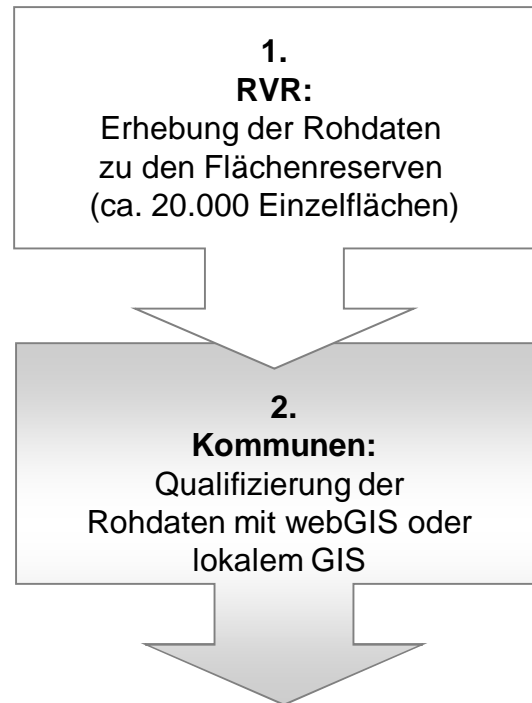 1.
RVR:
Erhebung der Rohdaten
zu den Flächenreserven
(ca. 20.000 Einzelflächen)
2.
Kommunen:
Qualifizierung der
Rohdaten mit webGIS oder
lokalem GIS